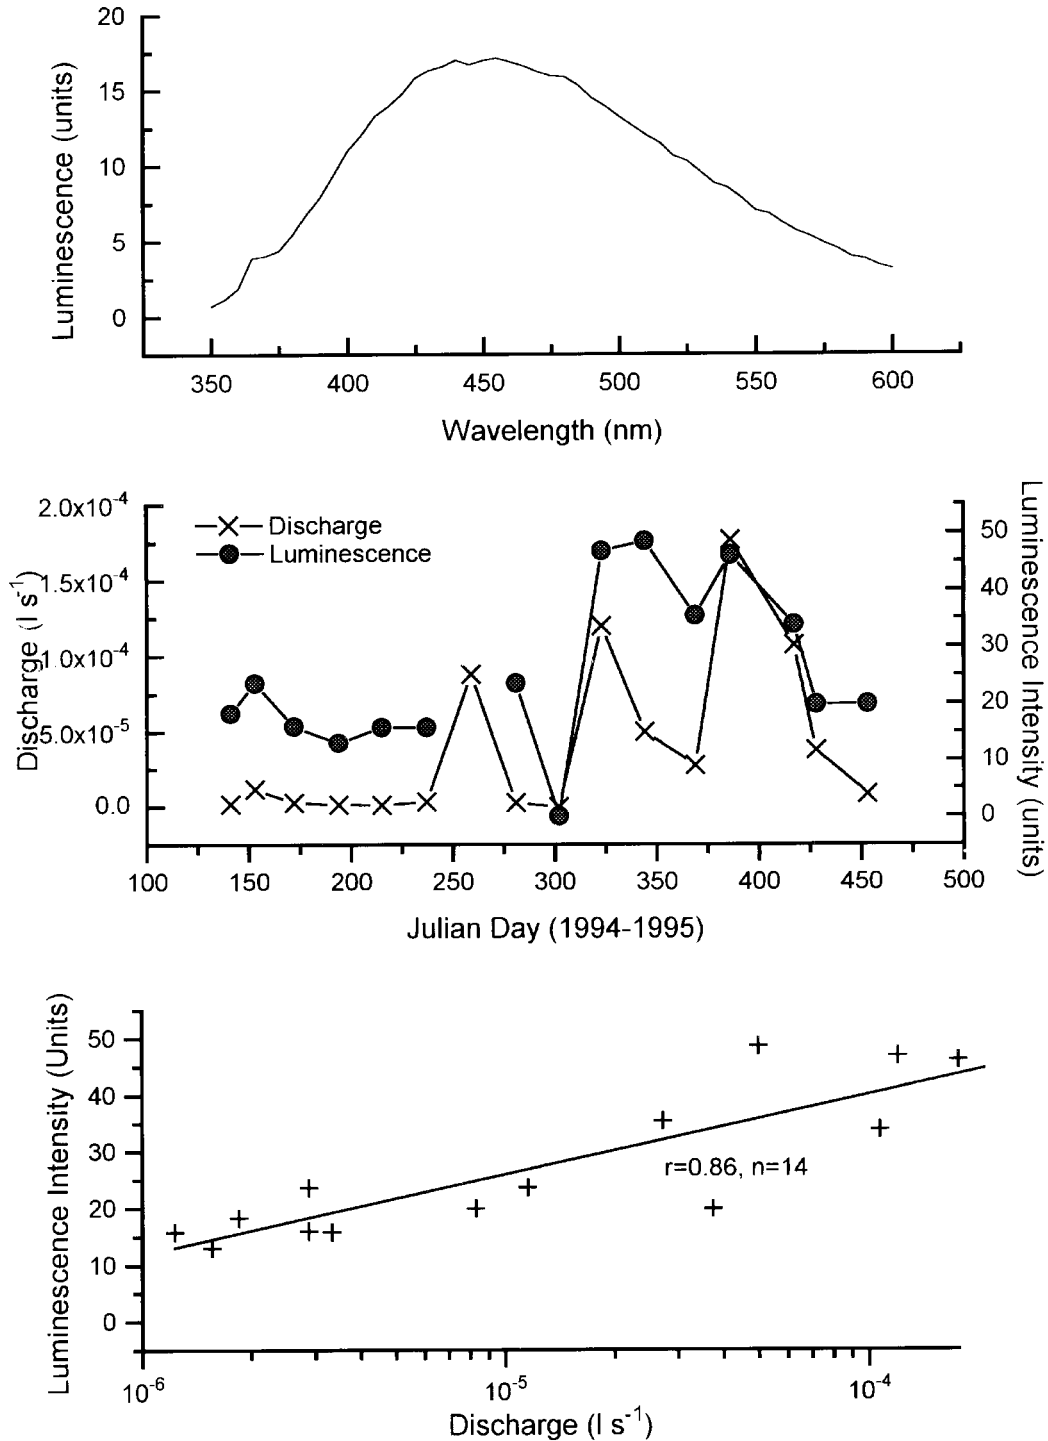 20
15
10
5
0
Luminescence (units)
350 400 450 500 550 600
Wavelength (nm)
2.0x10⁻⁴
1.5x10⁻⁴
1.0x10⁻⁴
5.0x10⁻⁵
0.0
Discharge (l s⁻¹)
Discharge
Luminescence
50
40
30
20
10
0
Luminescence Intensity (units)
100 150 200 250 300 350 400 450 500
Julian Day (1994-1995)
50
40
30
20
10
0
Luminescence Intensity (Units)
r=0.86, n=14
10⁻⁶ 10⁻⁵ 10⁻⁴
Discharge (l s⁻¹)